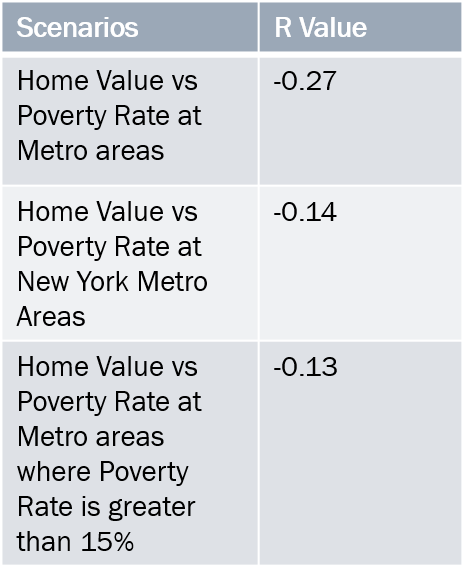 Scenarios R Value
Home Value vs -0.27
Poverty Rate at
Metro areas
Home Value vs -0.14
Poverty Rate at
New York Metro
Areas
Home Value vs -0.13
Poverty Rate at
Metro areas
where Poverty
Rate is greater
than 15%